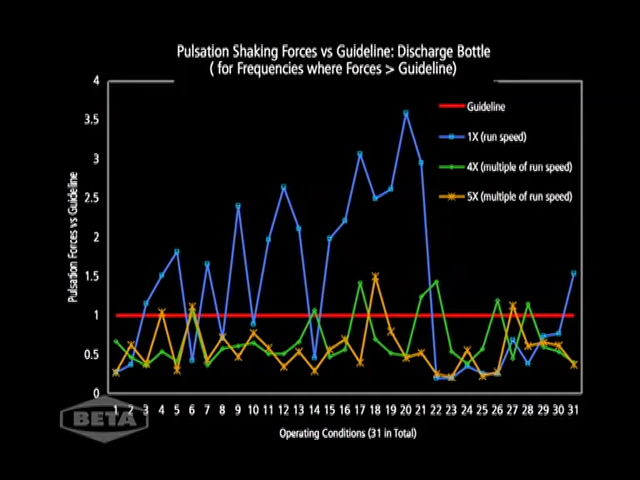 Pulsation Shaking Forces vs Guideline: Discharge Bottle
( for Frequencies where Forces > Guideline)
4
3.5
3
2.5
2
1.5
1
0.5
0
Pulsation Forces vs Guideline
Guideline
1X (run speed)
4X (multiple of run speed)
5X (multiple of run speed)
1 2 3 4 5 6 7 8 9 10 11 12 13 14 15 16 17 18 19 20 21 22 23 24 25 26 27 28 29 30 31
Operating Conditions (31 in Total)
BETA